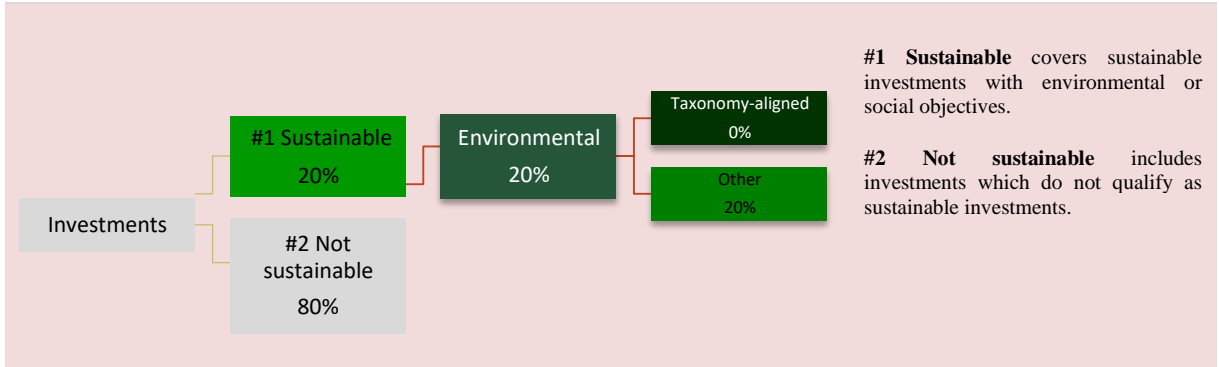 Investments
#1 Sustainable
20%
#2 Not
sustainable
80%
Environmental
20%
Taxonomy-aligned
0%
Other
20%
#1 Sustainable covers sustainable
investments with environmental or
social objectives.
#2 Not sustainable includes
investments which do not qualify as
sustainable investments.